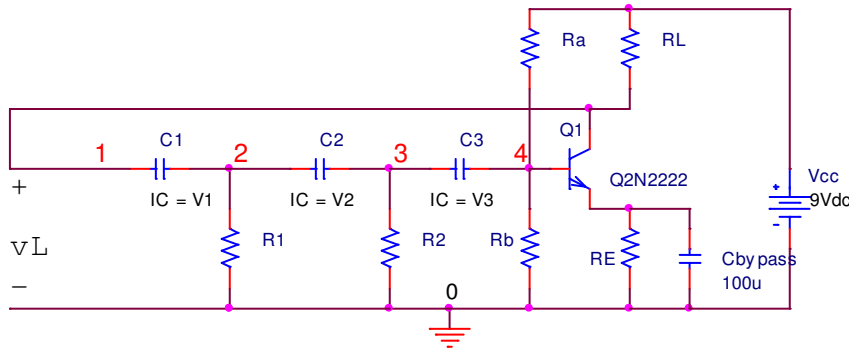 Ra
RL
C1
C2
C3
Q1
1
2
3
4
Q2N2222
Vcc
+
9Vdc
-
+
IC = V1
IC = V2
IC = V3
vL
R1
R2
Rb
RE
Cbypass
100u
−
0